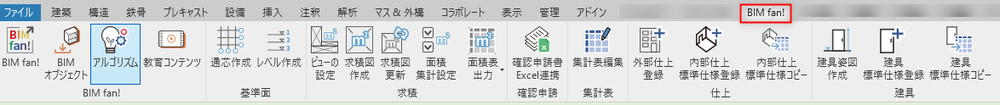 ファイル 建築 構造 鉄骨 プレキャスト 設備 挿入 注釈 解析 マス & 外構 コラボレート 表示 管理 アドイン BIM fan!
BIM fan!
BIM fan!
BIM
オブジェクト
アルゴリズム
教育コンテンツ
通芯作成
1
2
3
レベル作成
ビューの
設定
求積図
作成
求積図
更新
面積
集計設定
面積表
出力
確認申請書
Excel連携
集計表編集
外部仕上
登録
内部仕上
標準仕様登録
内部仕上
標準仕様コピー
建具姿図
作成
建具
標準仕様登録
建具
標準仕様コピー
BIM fan! 基準面 求積 確認申請 集計表 仕上 建具